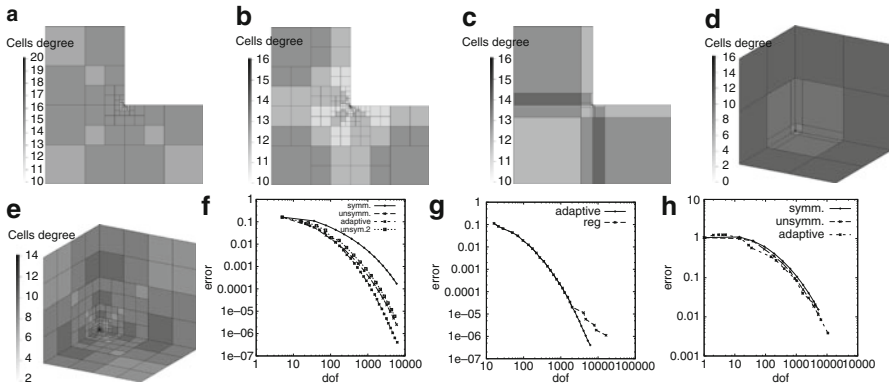 a
Cells degree
20
19
18
17
16
15
14
13
12
11
10
b
Cells degree
16
15
14
13
12
11
10
c
Cells degree
14
13
12
11
10
d
Cells degree
16
14
12
10
8
6
4
2
0
e
Cells degree
14
12
10
8
6
4
2
f
error
1
0.1
0.01
0.001
0.0001
1e-05
1e-06
1e-07
symm.
unsymm.
adaptive
unsym.2
1 10 100 1000 10000
dof
g
error
1
0.1
0.01
0.001
0.0001
1e-05
1e-06
1e-07
adaptive
reg
10 100 1000 10000 100000
dof
h
error
10
1
0.1
0.01
0.001
symm.
unsymm.
adaptive
1 10 100 1000 10000 100000
dof